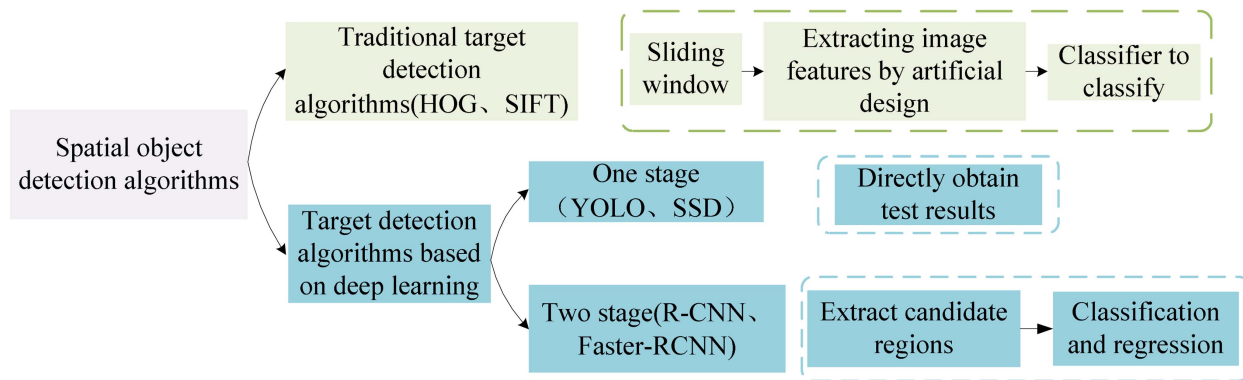 Spatial object
detection algorithms
Traditional target
detection
algorithms(HOG、SIFT)
Sliding
window
Extracting image
features by artificial
design
Classifier to
classify
Target detection
algorithms based
on deep learning
One stage
（YOLO、SSD）
Directly obtain
test results
Two stage(R-CNN、
Faster-RCNN)
Extract candidate
regions
Classification
and regression